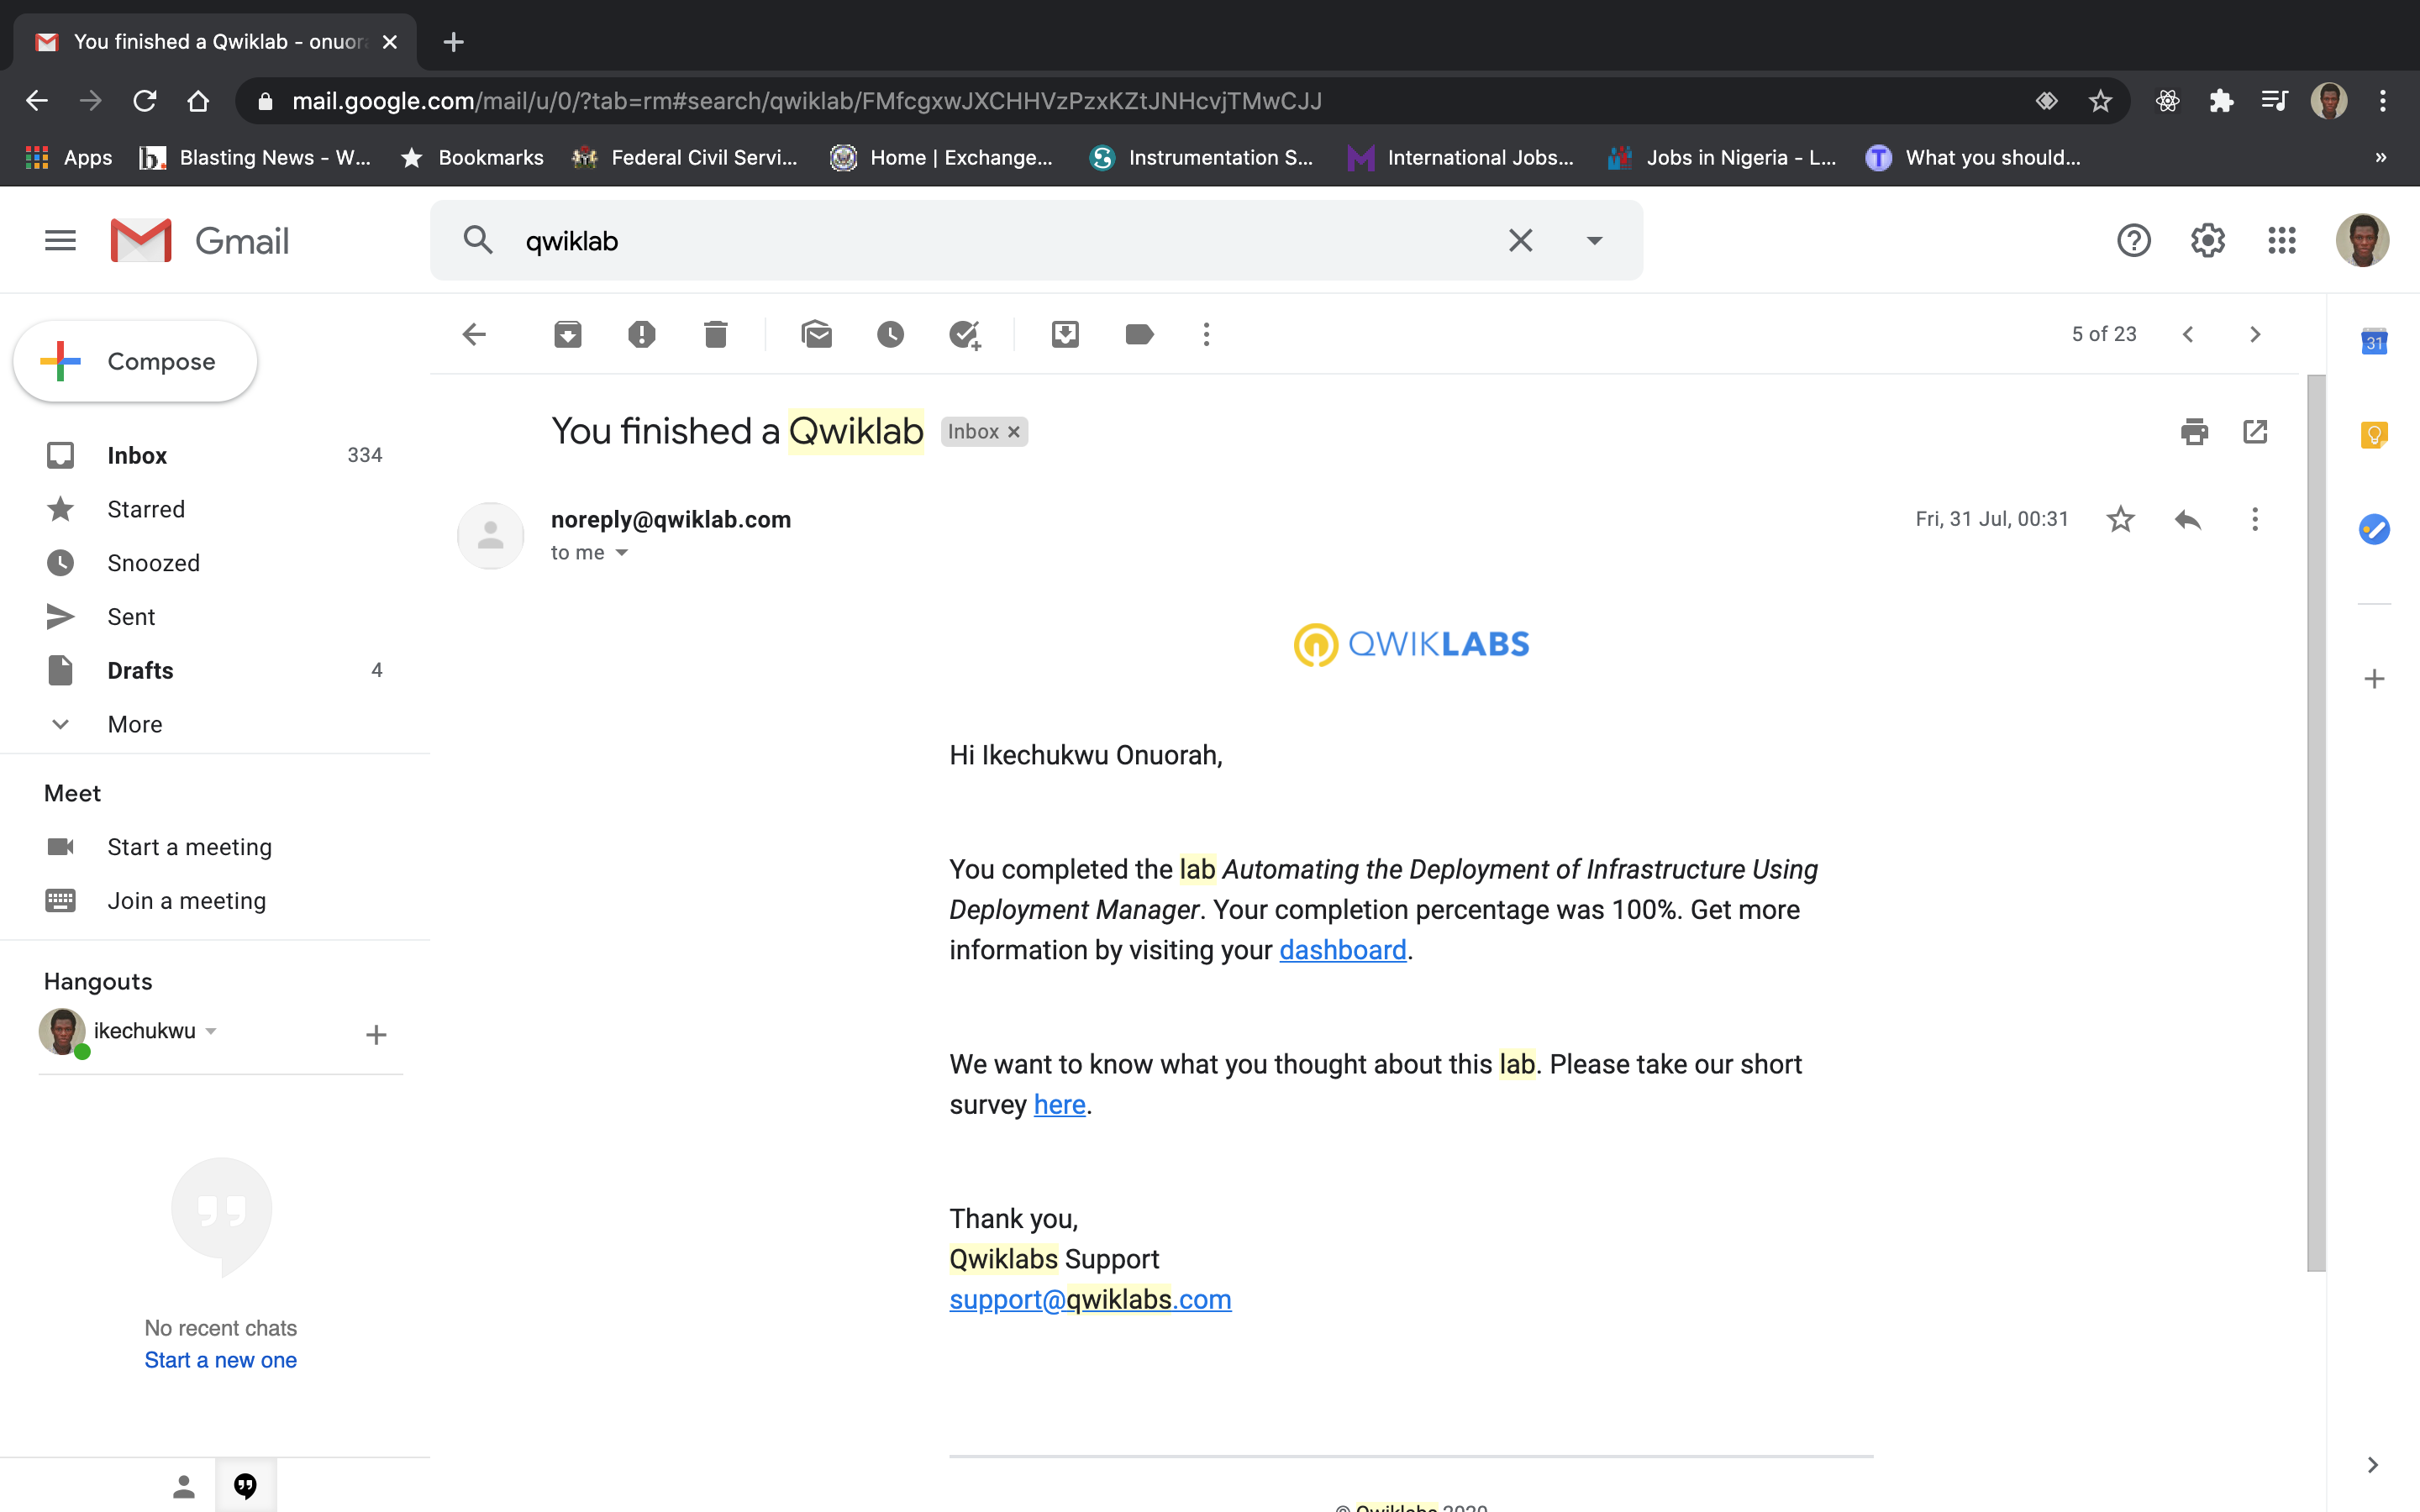 You finished a Qwiklab - onuora
mail.google.com/mail/u/0/?tab=rm#search/qwiklab/FMfcgxwJXCHHVzPzxKZtJNHcvjTMwCJJ
Apps
Blasting News - W...
Bookmarks
Federal Civil Servi...
Home | Exchange...
Instrumentation S...
International Jobs...
Jobs in Nigeria - L...
What you should...
»
Gmail
qwiklab
Compose
Inbox 334
Starred
Snoozed
Sent
Drafts 4
More
Meet
Start a meeting
Join a meeting
Hangouts
ikechukwu
No recent chats
Start a new one
5 of 23
You finished a Qwiklab
Inbox ×
noreply@qwiklab.com
to me
Fri, 31 Jul, 00:31
QWIKLABS
Hi Ikechukwu Onuorah,
You completed the lab Automating the Deployment of Infrastructure Using
Deployment Manager. Your completion percentage was 100%. Get more
information by visiting your dashboard.
We want to know what you thought about this lab. Please take our short
survey here.
Thank you,
Qwiklabs Support
support@qwiklabs.com
© Qwiklabs 2020
31